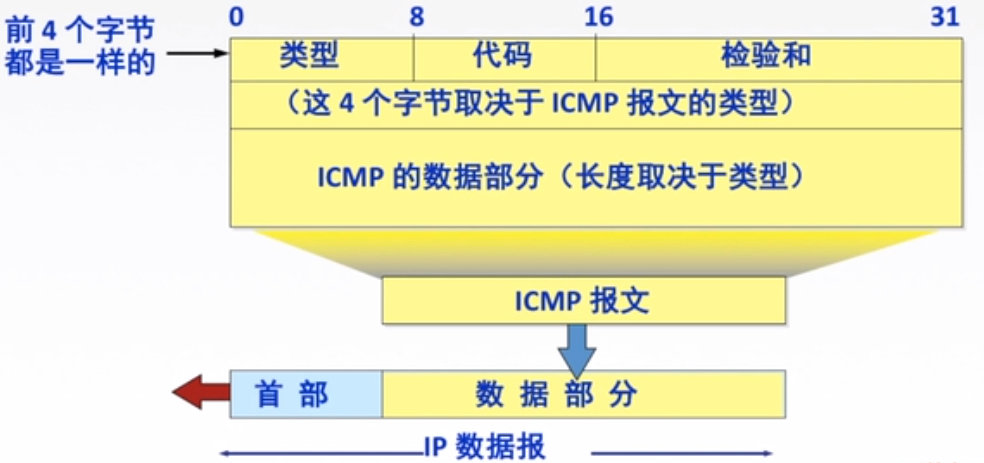 0 8 16 31
前 4 个字节
都是一样的
类型 代码 检验和
（这 4 个字节取决于 ICMP 报文的类型）
ICMP 的数据部分（长度取决于类型）
ICMP 报文
首 部 数 据 部 分
IP 数据报